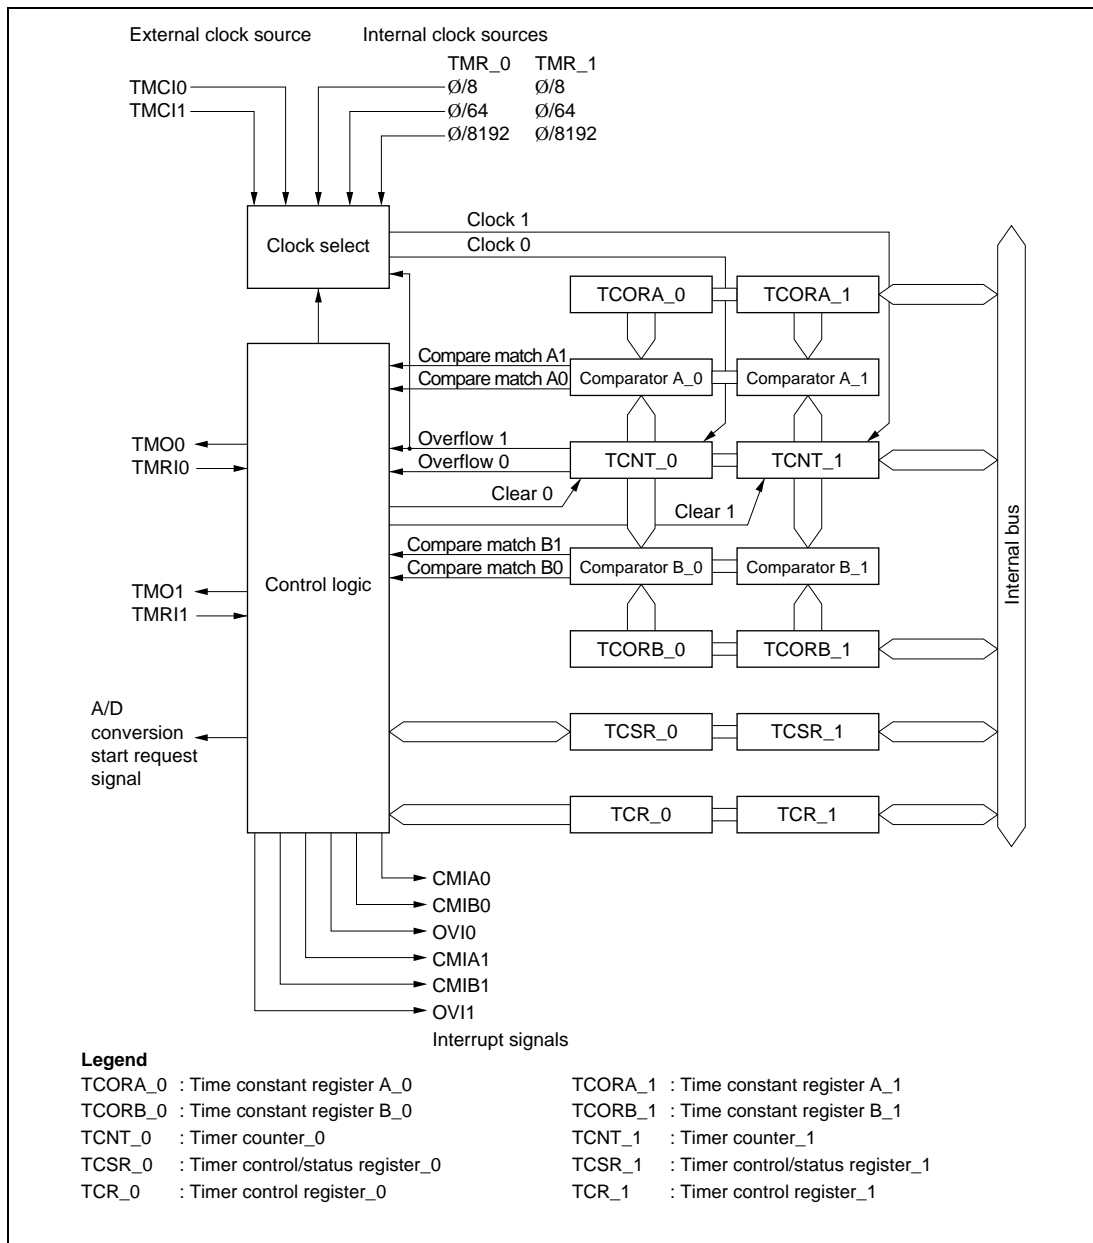 External clock source
Internal clock sources
TMR_0 TMR_1
TMCI0
Ø/8 Ø/8
TMCI1
Ø/64 Ø/64
Ø/8192 Ø/8192
Clock select
Clock 1
Clock 0
TCORA_0
TCORA_1
Compare match A1
Compare match A0
Comparator A_0
Comparator A_1
TMO0
TMRI0
Overflow 1
Overflow 0
TCNT_0
TCNT_1
Clear 0
Clear 1
Compare match B1
Compare match B0
Comparator B_0
Comparator B_1
Control logic
TMO1
TMRI1
Internal bus
TCORB_0
TCORB_1
A/D
conversion
start request
signal
TCSR_0
TCSR_1
TCR_0
TCR_1
CMIA0
CMIB0
OVI0
CMIA1
CMIB1
OVI1
Interrupt signals
Legend
TCORA_0 : Time constant register A_0
TCORB_0 : Time constant register B_0
TCNT_0 : Timer counter_0
TCSR_0 : Timer control/status register_0
TCR_0 : Timer control register_0
TCORA_1 : Time constant register A_1
TCORB_1 : Time constant register B_1
TCNT_1 : Timer counter_1
TCSR_1 : Timer control/status register_1
TCR_1 : Timer control register_1